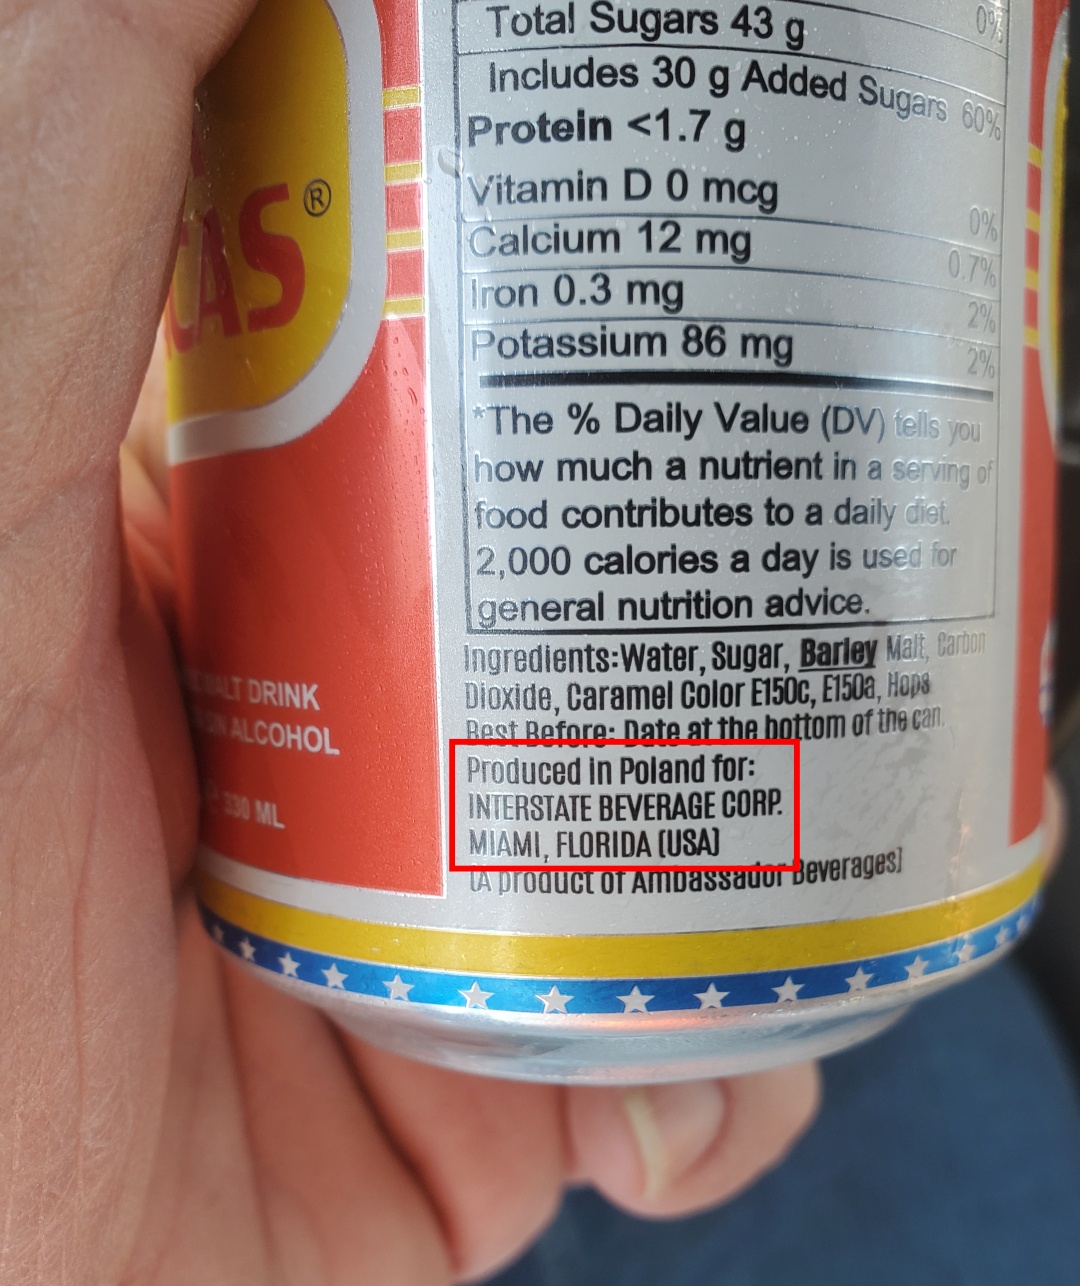 Total Sugars 43 g 0%
Includes 30 g Added Sugars 60%
Protein <1.7 g
Vitamin D 0 mcg 0%
Calcium 12 mg 0.7%
Iron 0.3 mg 2%
Potassium 86 mg 2%
*The % Daily Value (DV) tells you
how much a nutrient in a serving of
food contributes to a daily diet.
2,000 calories a day is used for
general nutrition advice.
Ingredients:Water, Sugar, Barley Malt, Carbon
Dioxide, Caramel Color E150c, E150a, Hops
Best Before: Date at the bottom of the can.
Produced in Poland for:
INTERSTATE BEVERAGE CORP.
MIAMI, FLORIDA (USA)
(A product of Ambassador Beverages)
CAS®
MALT DRINK
ALCOHOL
330 ML